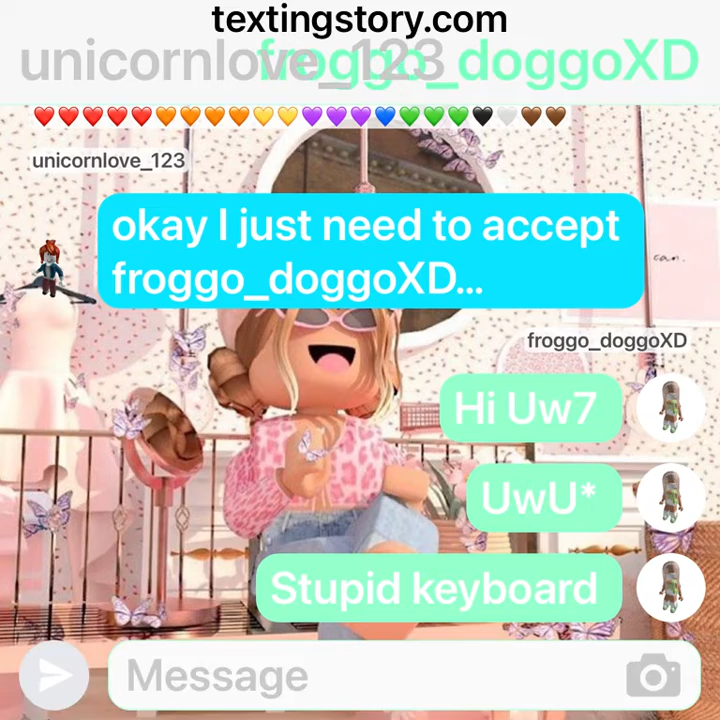 textingstory.com
unicornlove_123
froggo_doggoXD
unicornlove_123
okay I just need to accept
froggo_doggoXD...
froggo_doggoXD
Hi Uw7
UwU*
Stupid keyboard
Message